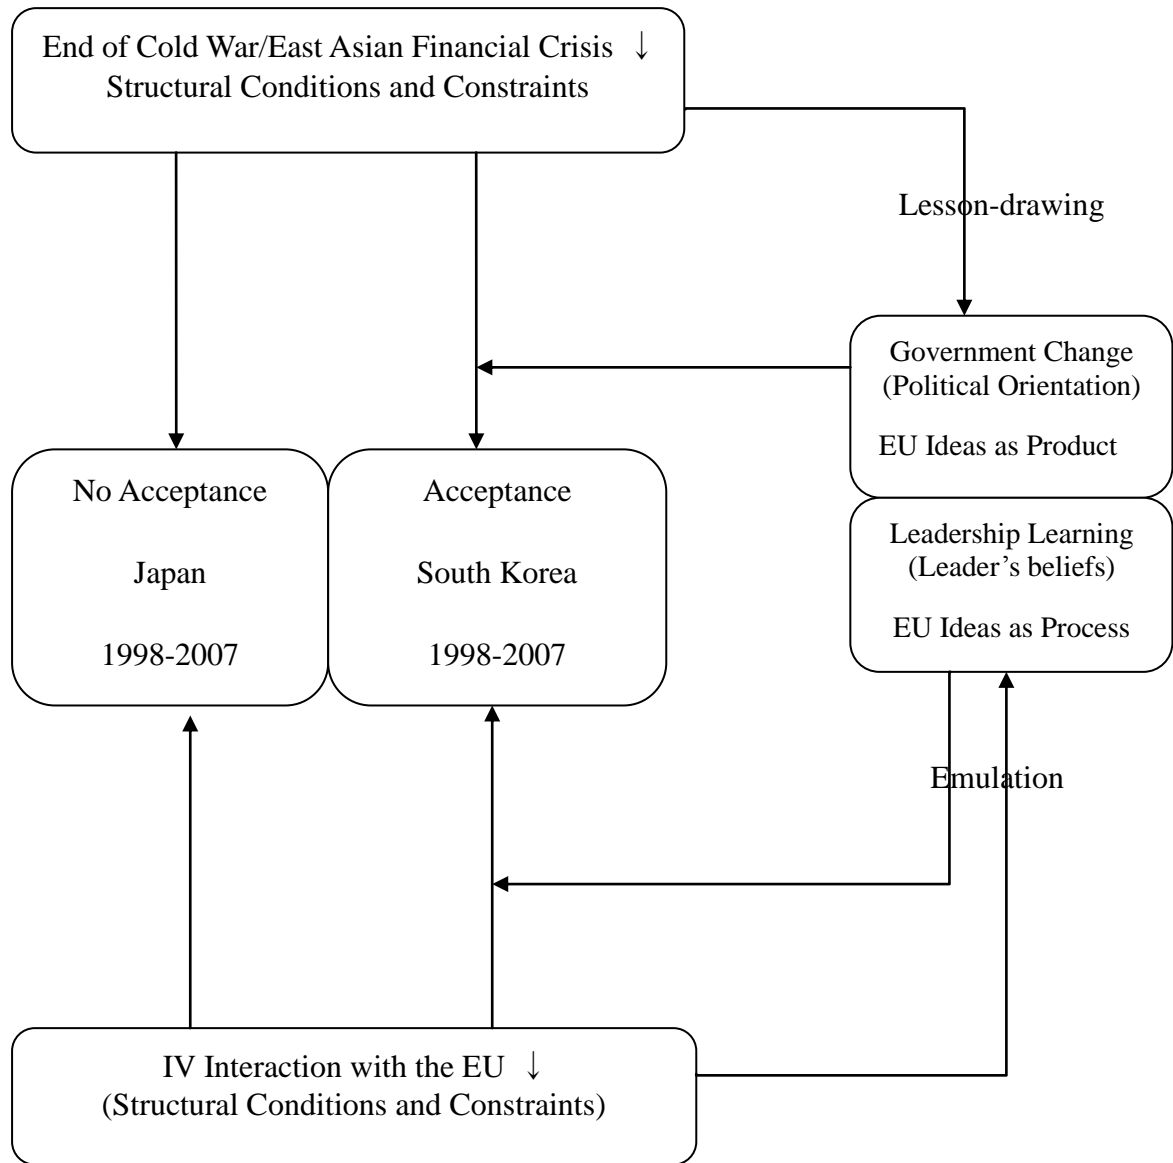 End of Cold War/East Asian Financial Crisis ↓
Structural Conditions and Constraints
Lesson-drawing
Government Change
(Political Orientation)
EU Ideas as Product
No Acceptance
Japan
1998-2007
Acceptance
South Korea
1998-2007
Leadership Learning
(Leader’s beliefs)
EU Ideas as Process
Emulation
IV Interaction with the EU ↓
(Structural Conditions and Constraints)